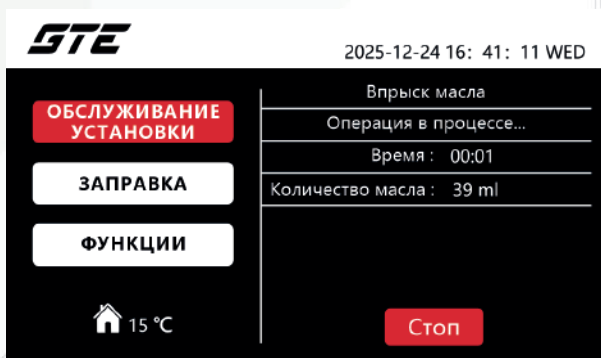 GTE
2025-12-24 16: 41: 11 WED
ОБСЛУЖИВАНИЕ
УСТАНОВКИ
ЗАПРАВКА
ФУНКЦИИ
15 ℃
Впрыск масла
Операция в процессе...
Время : 00:01
Количество масла : 39 ml
Стоп